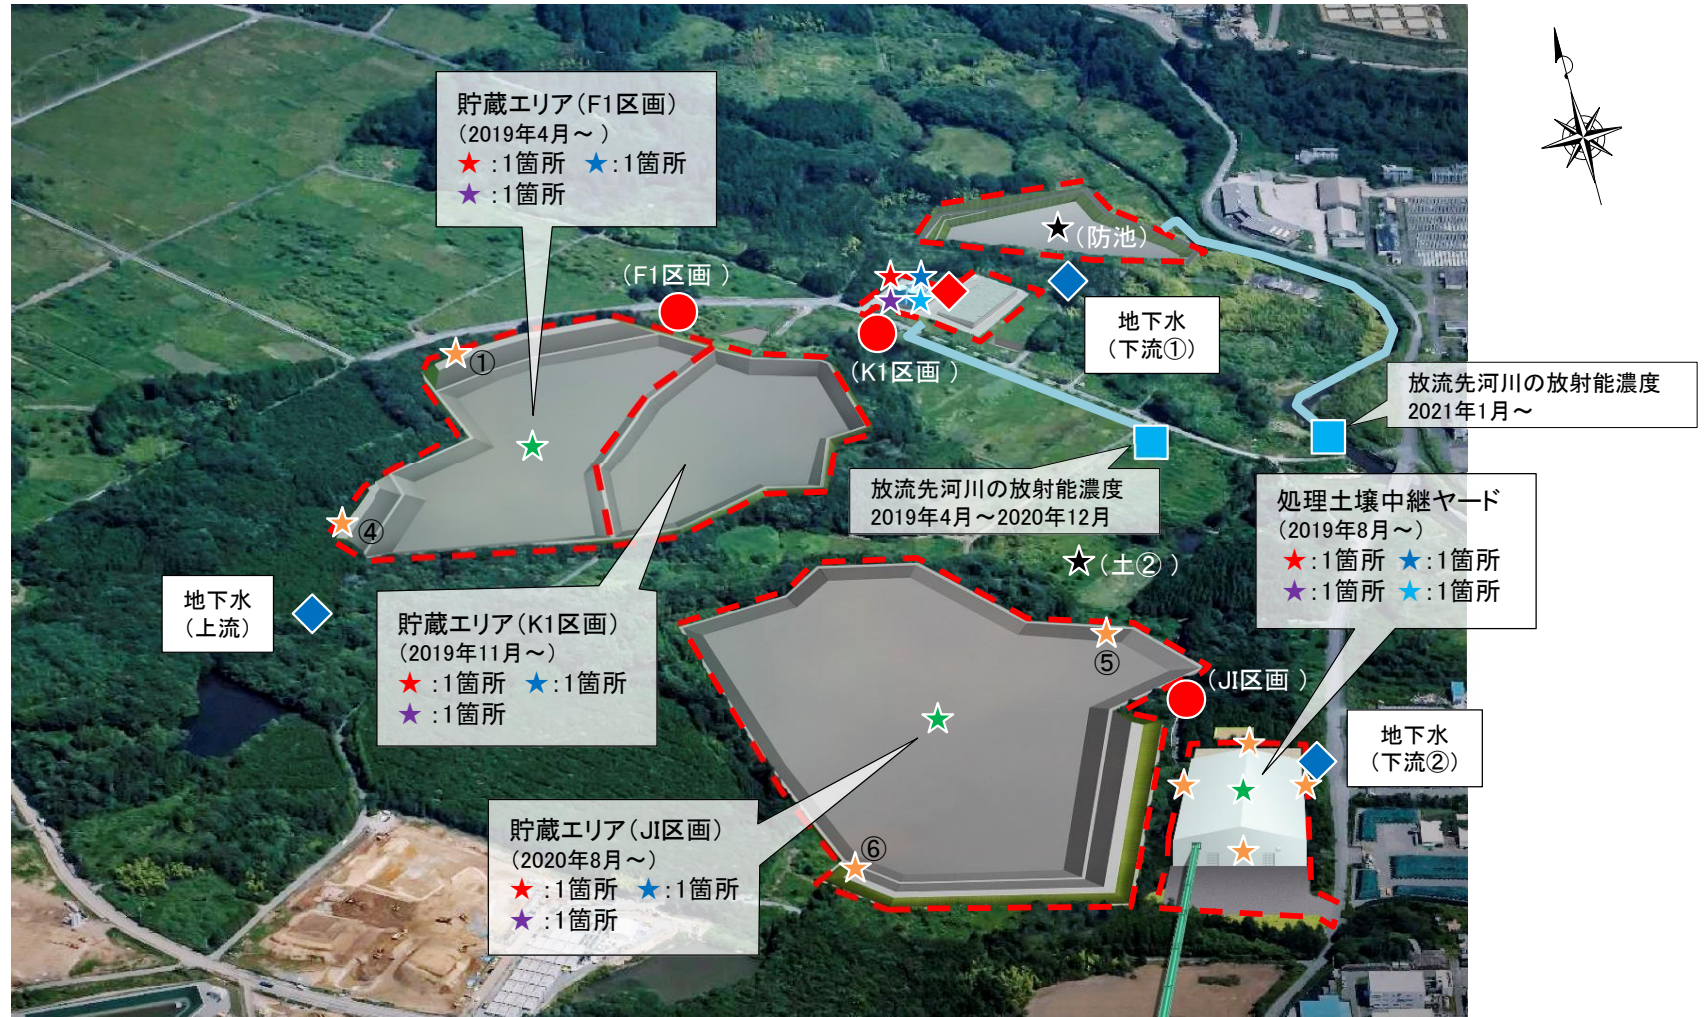 貯蔵エリア(F1区画)
(2019年4月～ )
★ :1箇所 ★:1箇所
★ :1箇所
(防池)
(F1区画 )
地下水
(下流①)
(K1区画 )
①
放流先河川の放射能濃度
2021年1月～
放流先河川の放射能濃度
2019年4月～2020年12月
処理土壌中継ヤード
(2019年8月～)
★:1箇所 ★:1箇所
★:1箇所 ★:1箇所
④
(土② )
地下水
(上流)
貯蔵エリア(K1区画)
(2019年11月～)
★ :1箇所 ★:1箇所
★ :1箇所
⑤
(JI区画 )
地下水
(下流②)
貯蔵エリア(JI区画)
(2020年8月～)
★ :1箇所 ★:1箇所
★ :1箇所
⑥